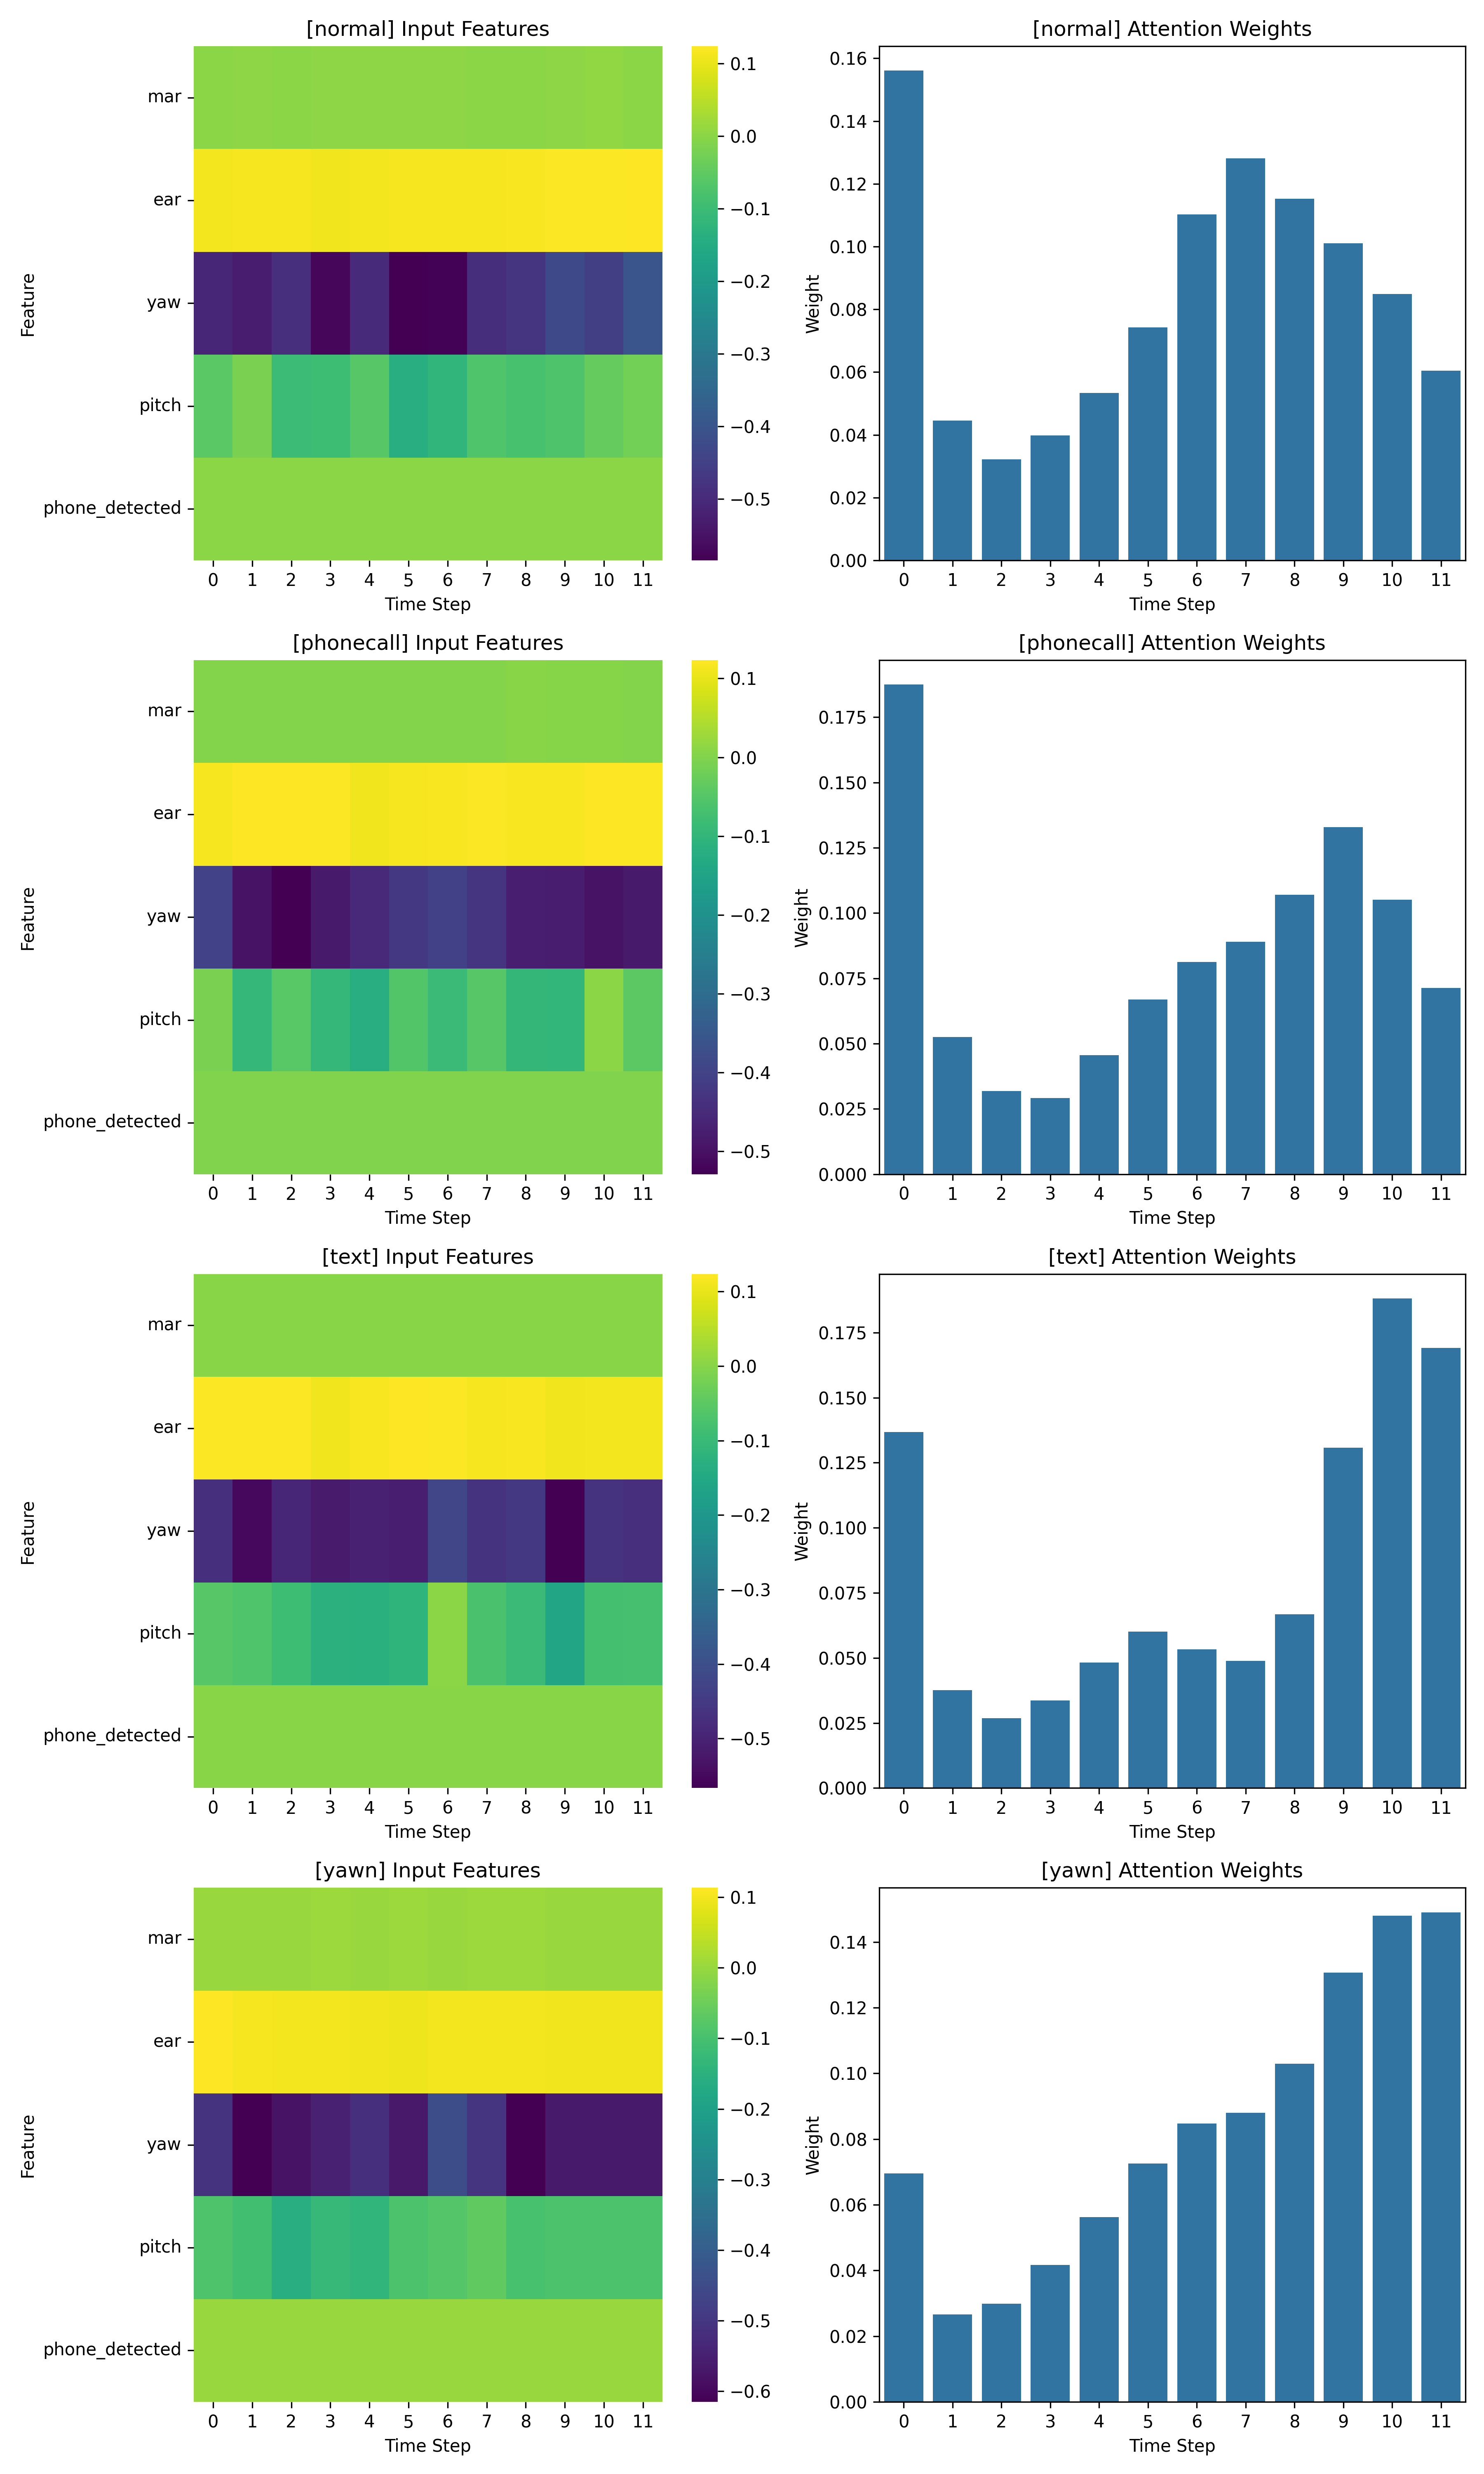 [normal] Input Features
Feature
mar
ear
yaw
pitch
phone_detected
0 1 2 3 4 5 6 7 8 9 10 11
Time Step
0.1
0.0
−0.1
−0.2
−0.3
−0.4
−0.5
[normal] Attention Weights
Weight
0.16
0.14
0.12
0.10
0.08
0.06
0.04
0.02
0.00
0 1 2 3 4 5 6 7 8 9 10 11
Time Step
[phonecall] Input Features
Feature
mar
ear
yaw
pitch
phone_detected
0 1 2 3 4 5 6 7 8 9 10 11
Time Step
0.1
0.0
−0.1
−0.2
−0.3
−0.4
−0.5
[phonecall] Attention Weights
Weight
0.175
0.150
0.125
0.100
0.075
0.050
0.025
0.000
0 1 2 3 4 5 6 7 8 9 10 11
Time Step
[text] Input Features
Feature
mar
ear
yaw
pitch
phone_detected
0 1 2 3 4 5 6 7 8 9 10 11
Time Step
0.1
0.0
−0.1
−0.2
−0.3
−0.4
−0.5
[text] Attention Weights
Weight
0.175
0.150
0.125
0.100
0.075
0.050
0.025
0.000
0 1 2 3 4 5 6 7 8 9 10 11
Time Step
[yawn] Input Features
Feature
mar
ear
yaw
pitch
phone_detected
0 1 2 3 4 5 6 7 8 9 10 11
Time Step
0.1
0.0
−0.1
−0.2
−0.3
−0.4
−0.5
−0.6
[yawn] Attention Weights
Weight
0.14
0.12
0.10
0.08
0.06
0.04
0.02
0.00
0 1 2 3 4 5 6 7 8 9 10 11
Time Step